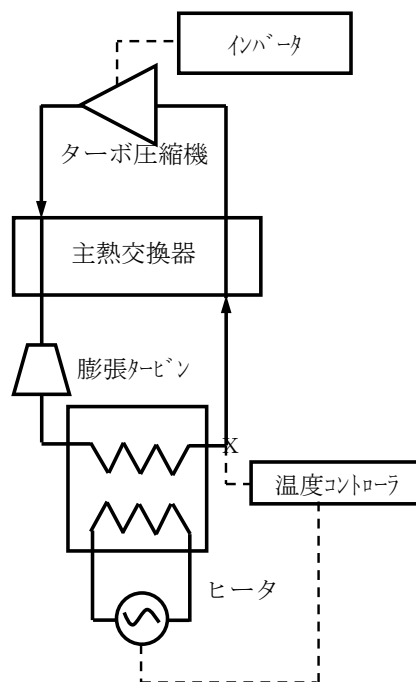 インバータ
ターボ圧縮機
主熱交換器
膨張タービン
X
温度コントローラ
ヒータ